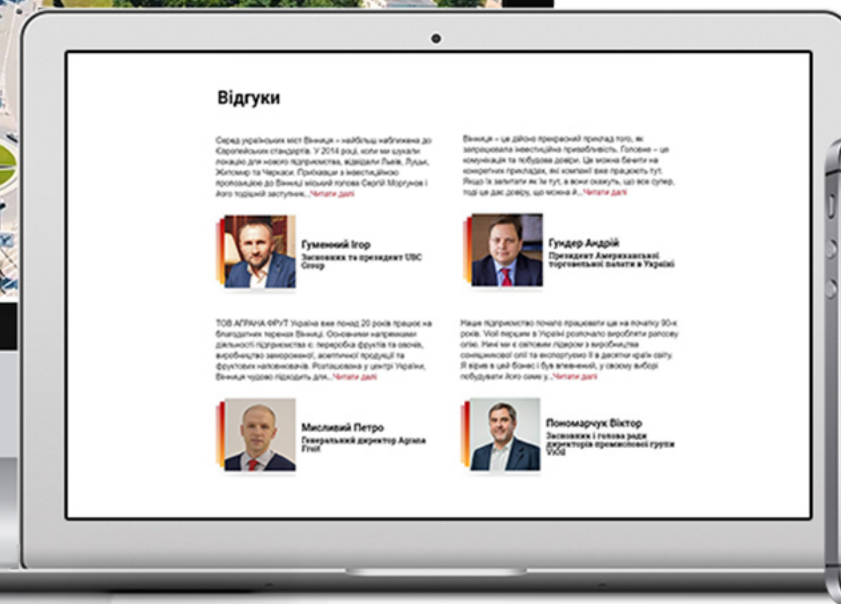 Відгуки
Серед українських міст Вінниця – найбільш наближена до
Європейських стандартів. У 2014 році, коли ми шукали
локацію для нового підприємства, відвідали Львів, Луцьк,
Житомир та Черкаси. Приїхавши з інвестиційною
пропозицією до Вінниці міський голова Сергій Моргунов і
його тодішній заступник...Читати далі
Гуменний Ігор
Засновник та президент UBC
Group
Вінниця – це дійсно прекрасний приклад того, як
запрацювала інвестиційна привабливість. Головне – це
комунікація та побудова довіри. Це можна бачити на
конкретних прикладах, які компанії вже працюють тут.
Якщо їх запитати як їм тут, а вони скажуть, що все супер,
тоді це дає довіру, що можна й...Читати далі
Гундер Андрій
Президент Американської
торговельної палати в Україні
ТОВ АГРАНА ФРУТ Україна вже понад 20 років працює на
благодатних теренах Вінниці. Основними напрямками
діяльності підприємства є: переробка фруктів та овочів,
виробництво замороженої, асептичної продукції та
фруктових наповнювачів. Розташована у центрі України,
Вінниця чудово підходить для...Читати далі
Мисливий Петро
Генеральний директор Agrana
Fruit
Наше підприємство почало працювати ще на початку 90-х
років. Vioil першим в Україні розпочало виробляти рапсову
олію. Нині ми є світовим лідером з виробництва
соняшникової олії та експортуємо її в десятки країн світу.
Я вірив в цей бізнес і був впевнений, у своєму виборі
побудувати його саме у...Читати далі
Пономарчук Віктор
Засновник і голова ради
директорів промислової групи
ViOil